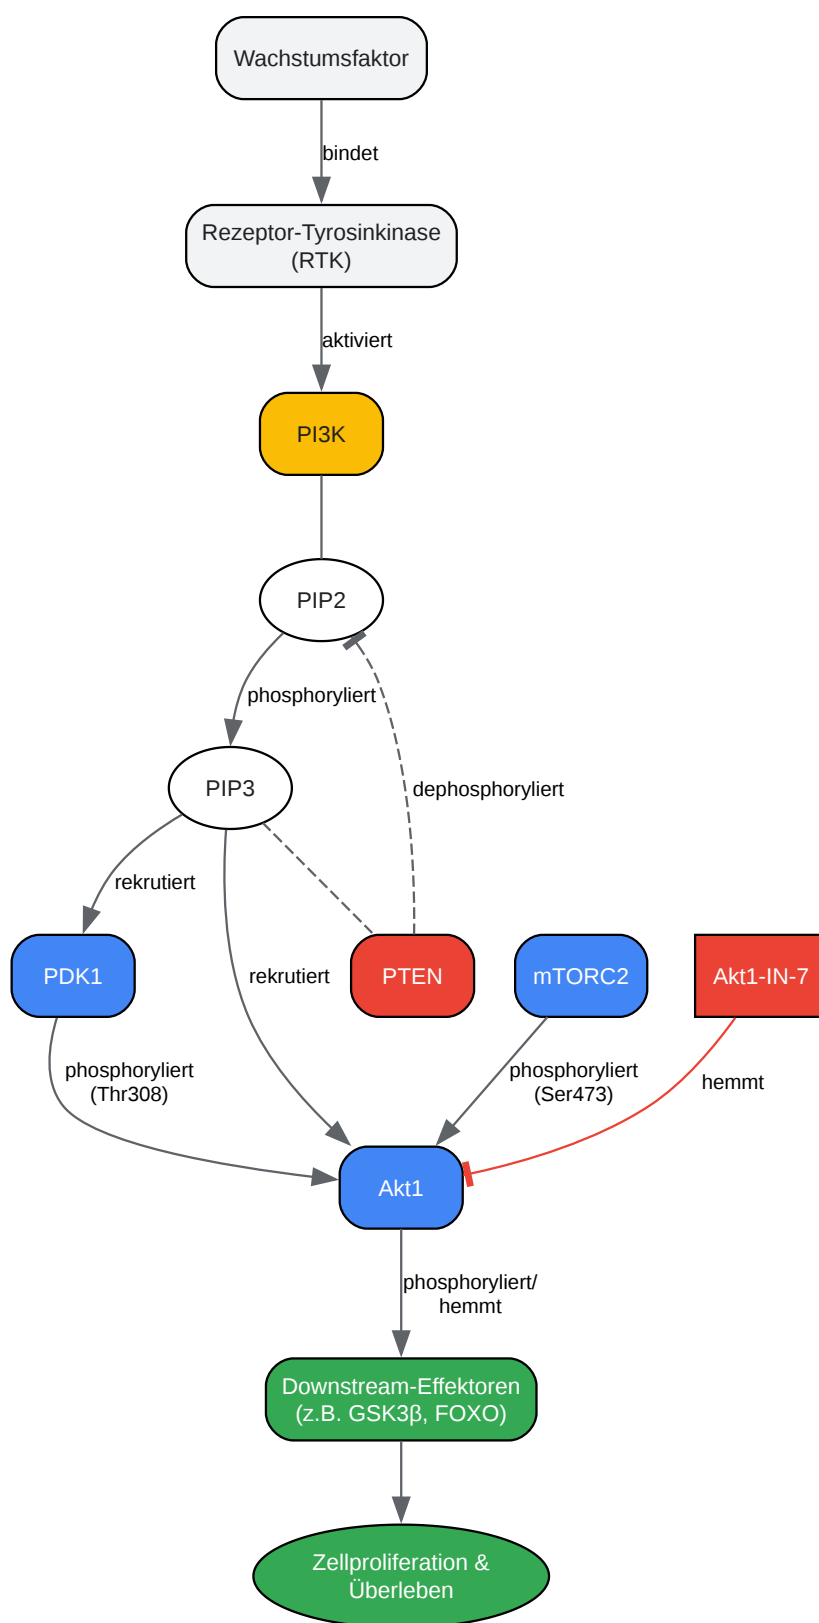 Wachstumsfaktor
bindet
Rezeptor-Tyrosinkinase
(RTK)
aktiviert
PI3K
PIP2
phosphoryliert
PIP3
dephosphoryliert
rekrutiert
PDK1
rekrutiert
PTEN
mTORC2
Akt1-IN-7
phosphoryliert
(Thr308)
phosphoryliert
(Ser473)
hemmt
Akt1
phosphoryliert/
hemmt
Downstream-Effektoren
(z.B. GSK3β, FOXO)
Zellproliferation &
Überleben